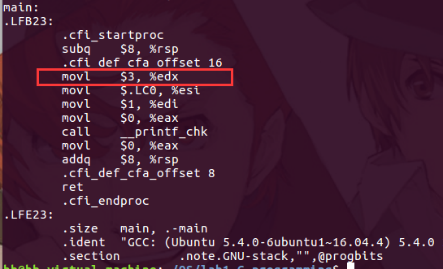 main:
.LFB23:
.cfi_startproc
subq $8, %rsp
.cfi_def_cfa_offset 16
movl $3, %edx
movl $.LC0, %esi
movl $1, %edi
movl $0, %eax
call __printf_chk
movl $0, %eax
addq $8, %rsp
.cfi_def_cfa_offset 8
ret
.cfi_endproc
.LFE23:
.size main, .-main
.ident "GCC: (Ubuntu 5.4.0-6ubuntu1~16.04.4) 5.4.0
.section .note.GNU-stack,"",@progbits